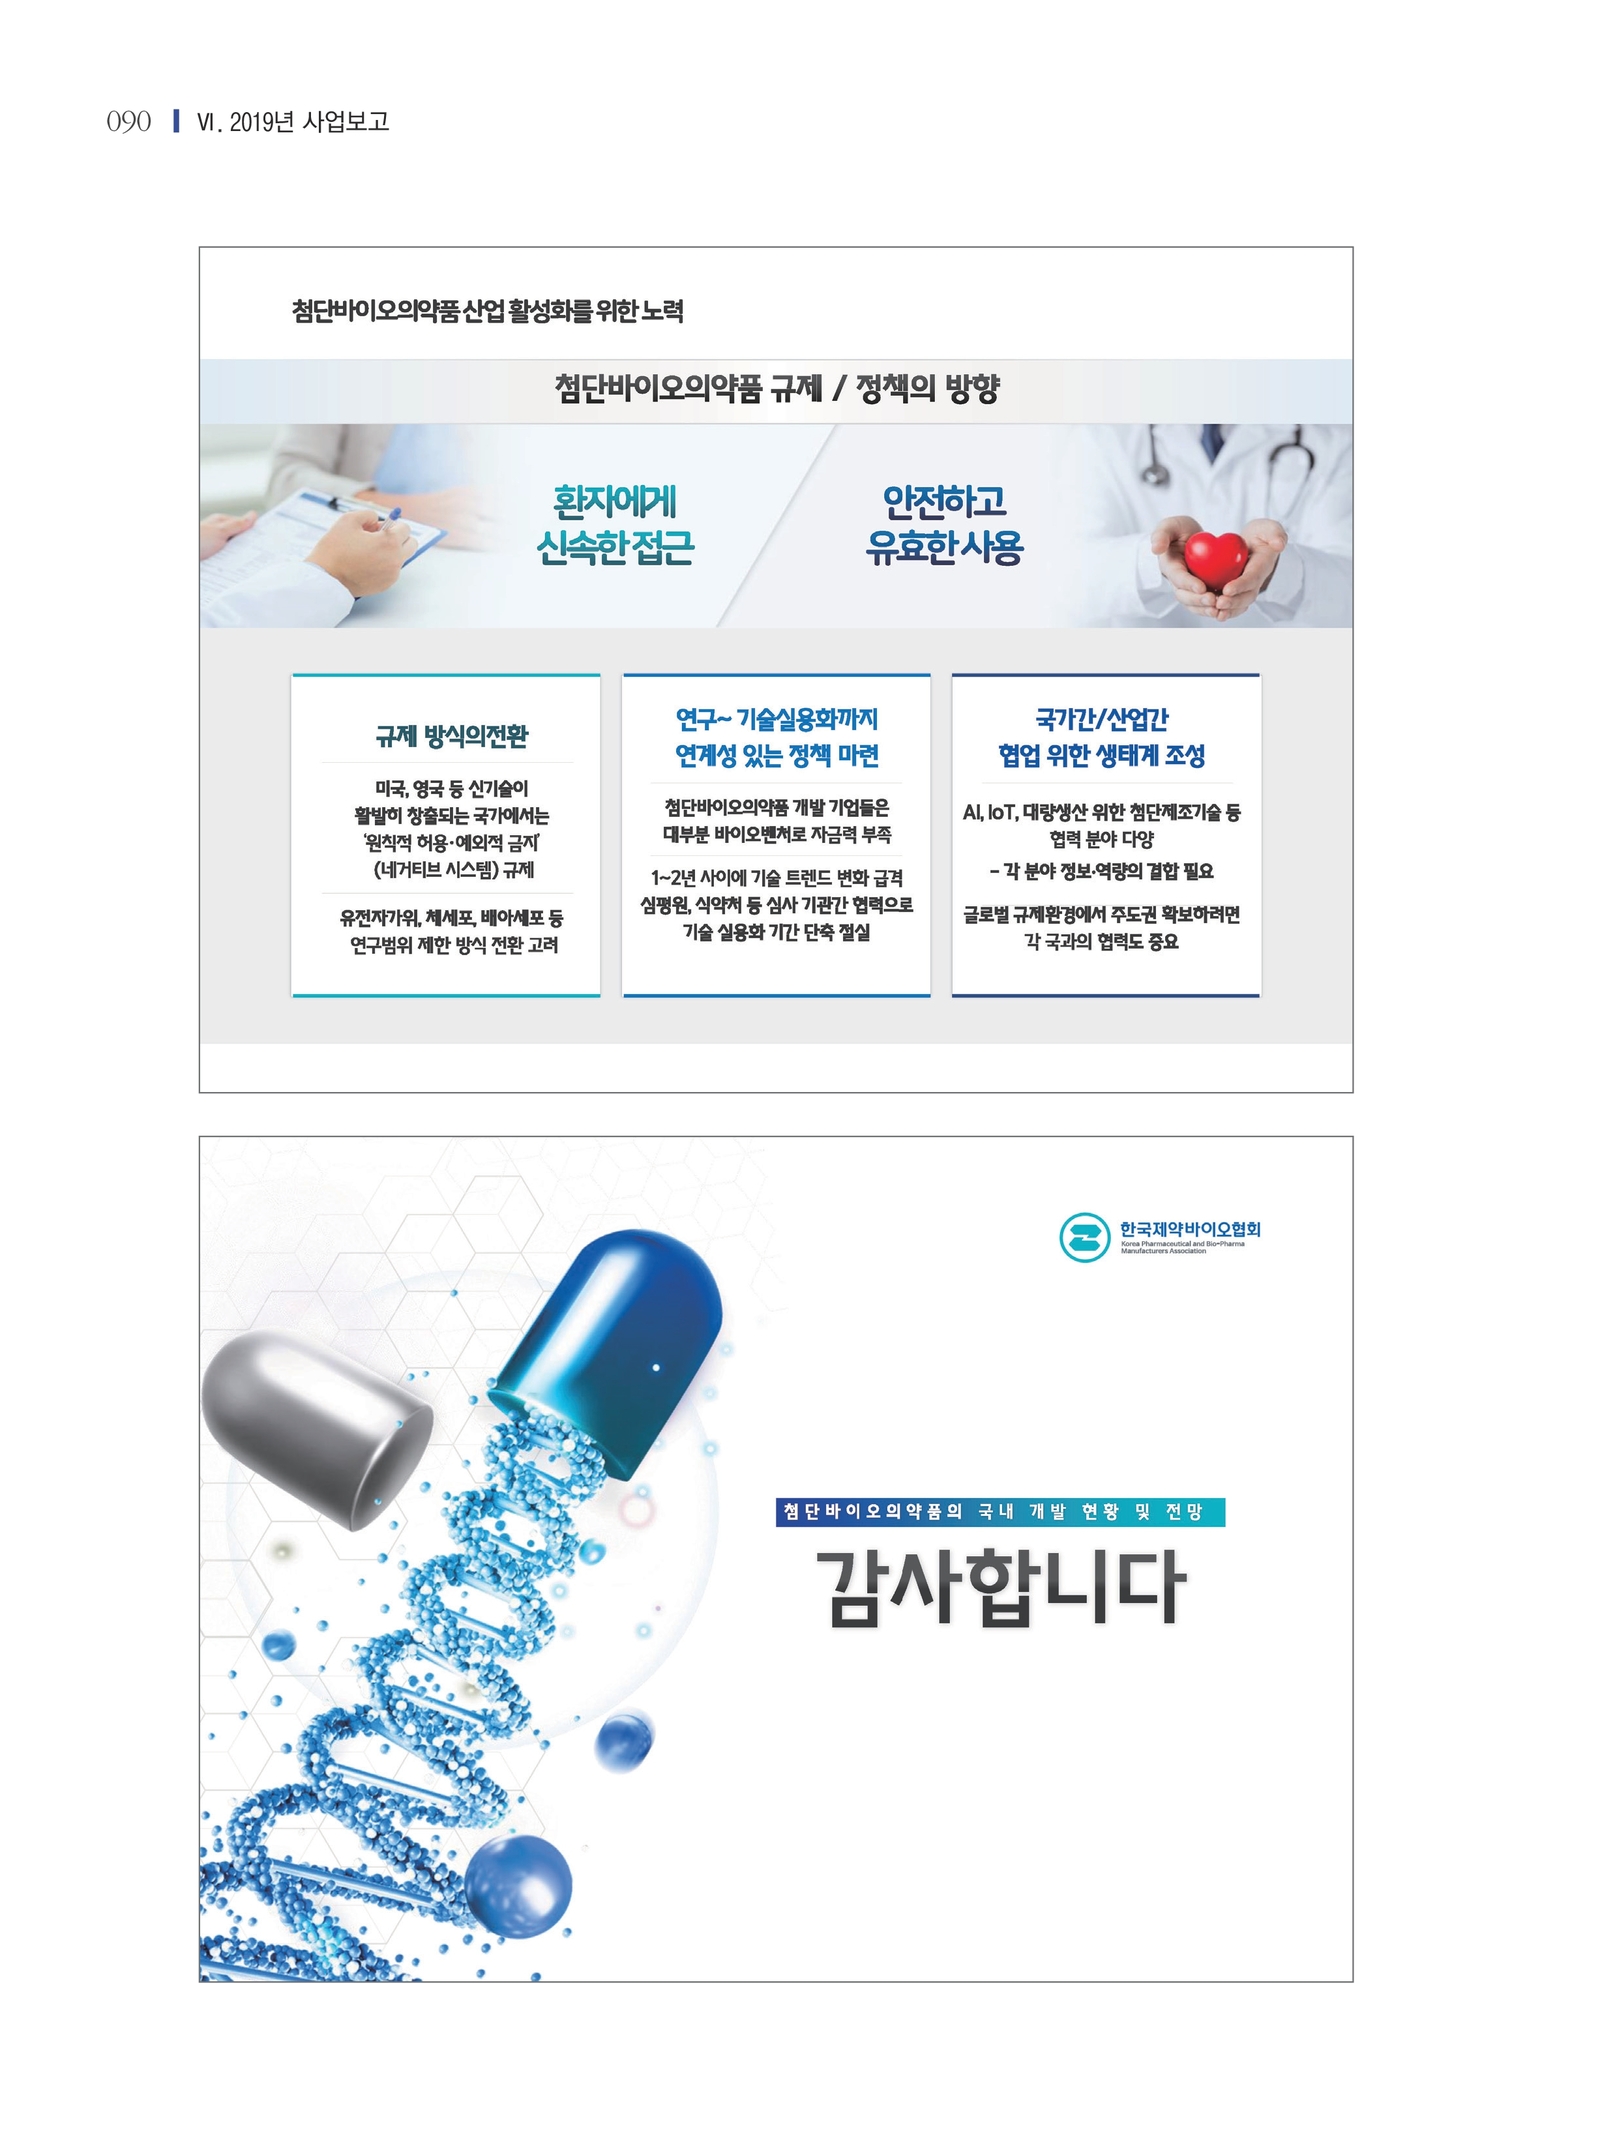 090 Ⅵ. 2019년 사업보고
첨단바이오의약품 산업 활성화를 위한 노력
첨단바이오의약품 규제 / 정책의 방향
환자에게
신속한 접근
안전하고
유효한 사용
규제 방식의전환
미국, 영국 등 신기술이
활발히 창출되는 국가에서는
'원칙적 허용·예외적 금지'
(네거티브 시스템) 규제
유전자가위, 체세포, 배아세포 등
연구범위 제한 방식 전환 고려
연구~ 기술실용화까지
연계성 있는 정책 마련
첨단바이오의약품 개발 기업들은
대부분 바이오벤처로 자금력 부족
1~2년 사이에 기술 트렌드 변화 급격
심평원, 식약처 등 심사 기관간 협력으로
기술 실용화 기간 단축 절실
국가간/산업간
협업 위한 생태계 조성
AI, IoT, 대량생산 위한 첨단제조기술 등
협력 분야 다양
- 각 분야 정보·역량의 결합 필요
글로벌 규제환경에서 주도권 확보하려면
각 국과의 협력도 중요
한국제약바이오협회
Korea Pharmaceutical and Bio-Pharma
Manufacturers Association
첨단바이오의약품의 국내 개발 현황 및 전망
감사합니다